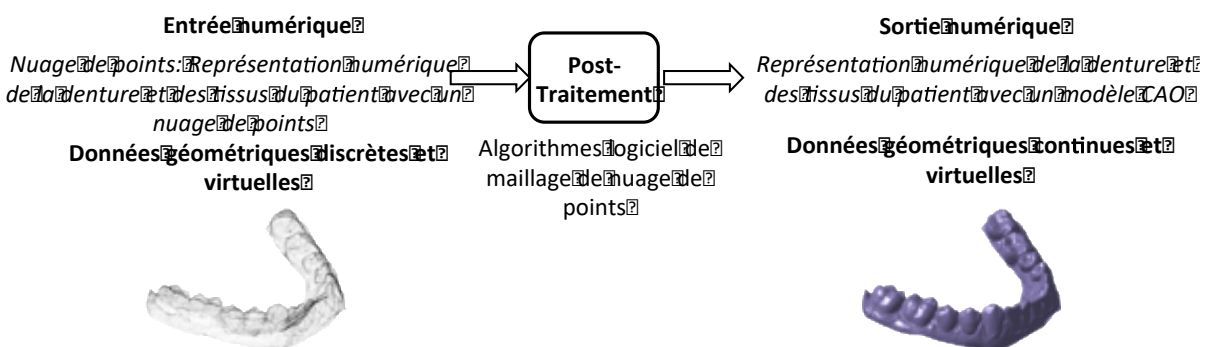 Entrée numérique
Nuage de points: Représentation numérique
de la denture et des tissus du patient avec un
nuage de points
Données géométriques discrètes et
virtuelles
Post-
Traitement
Algorithmes logiciel de
maillage de nuage de
points
Sortie numérique
Représentation numérique de la denture et
des tissus du patient avec un modèle CAO
Données géométriques continues et
virtuelles